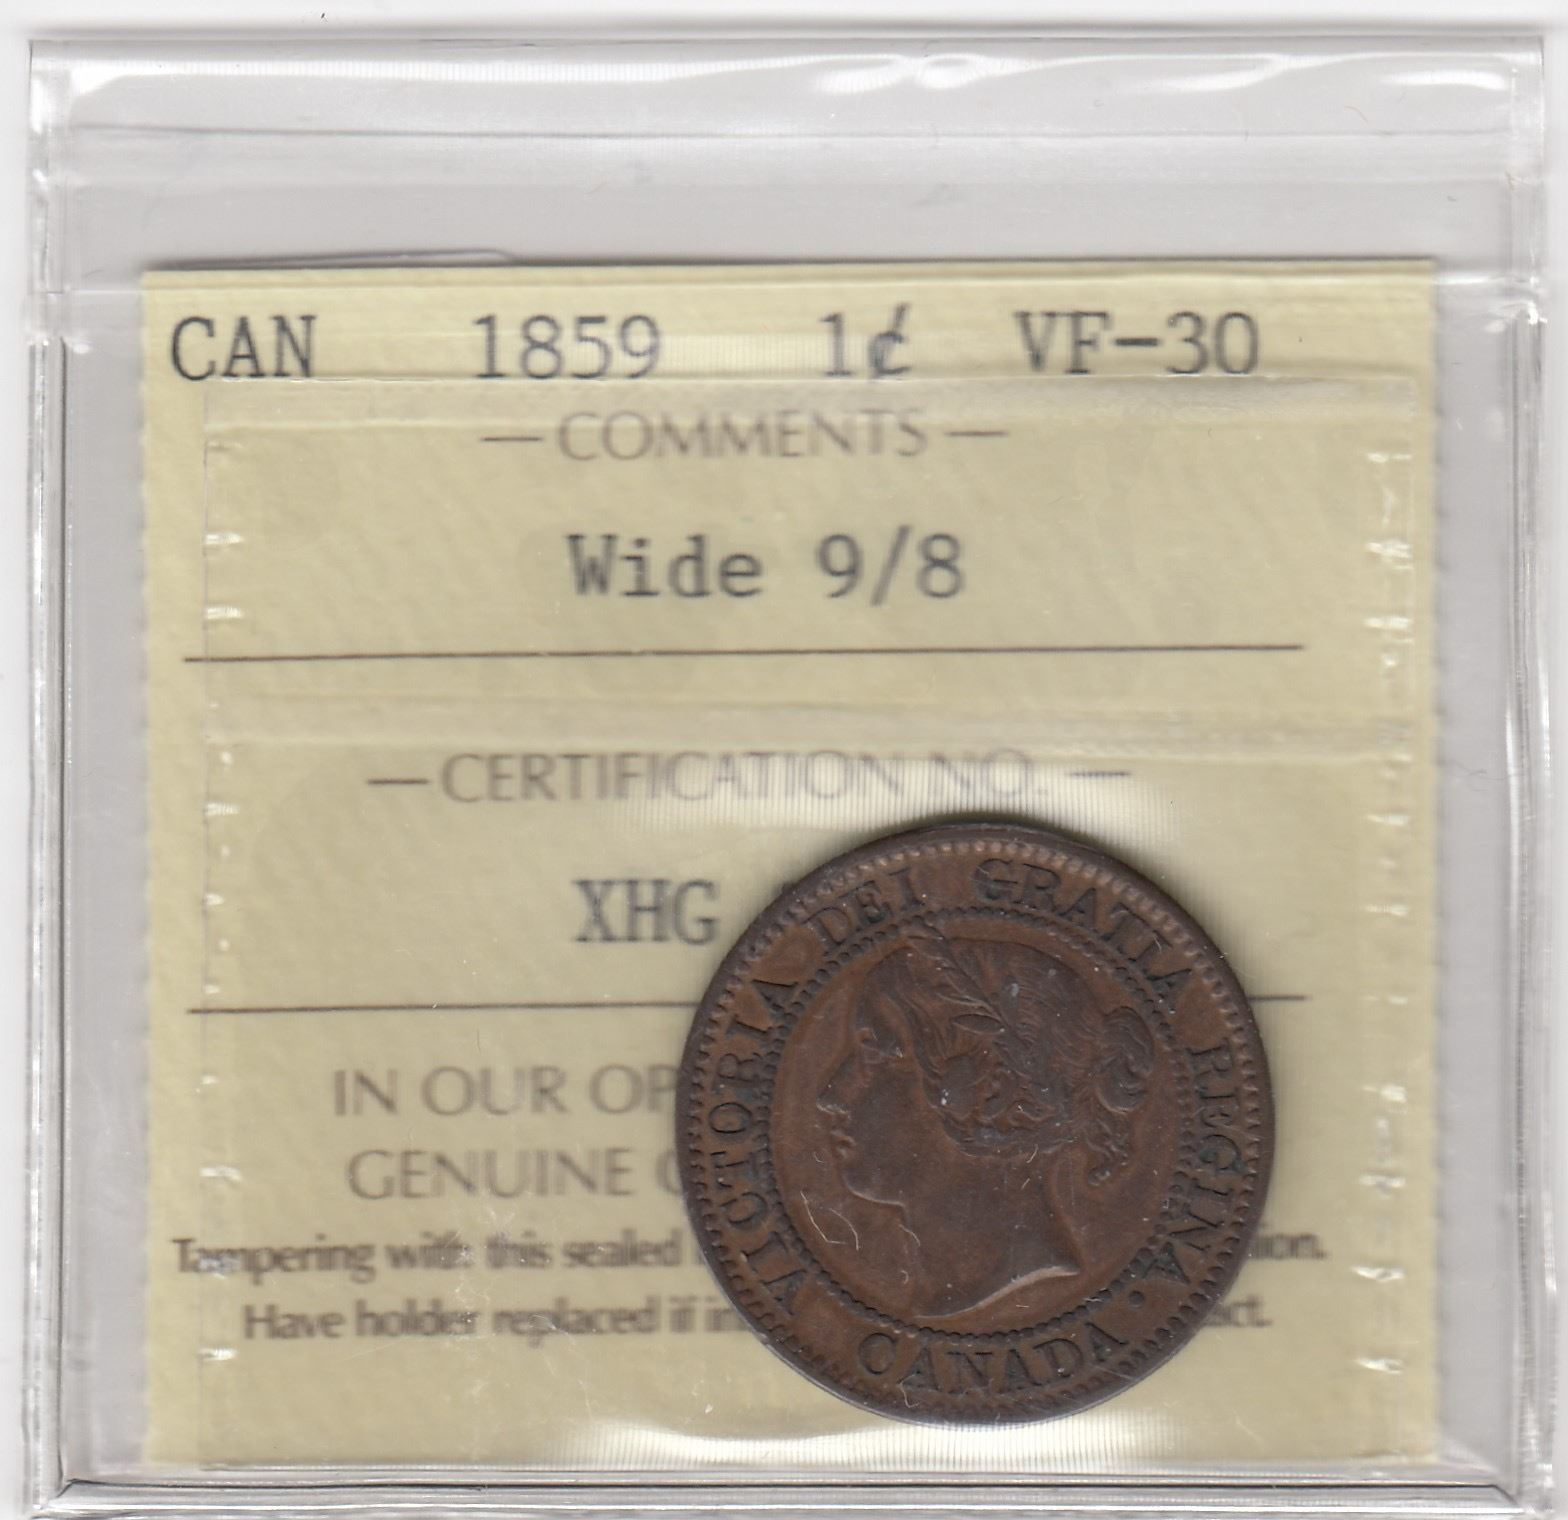 CAN 1859 1¢ VF-30
— COMMENTS —
Wide 9/8
— CERTIFICATION NO. —
XHG
IN OUR OP
GENUINE
Tampering with this sealed
Have holder replaced if
VICTORIA DEI GRATIA REGINA ·
CANADA